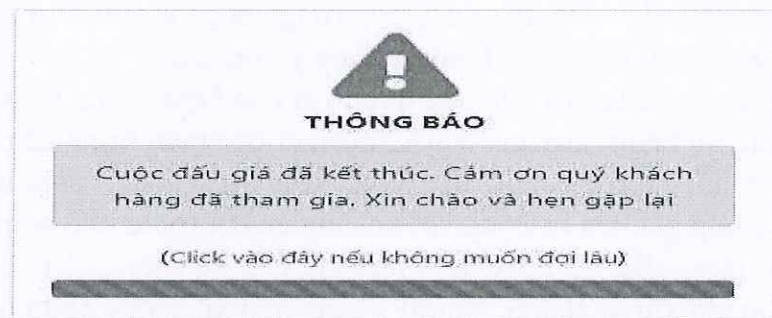 THÔNG BÁO
Cuộc đấu giá đã kết thúc. Cảm ơn quý khách
hàng đã tham gia. Xin chào và hẹn gặp lại
(Click vào đây nếu không muốn đợi lâu)